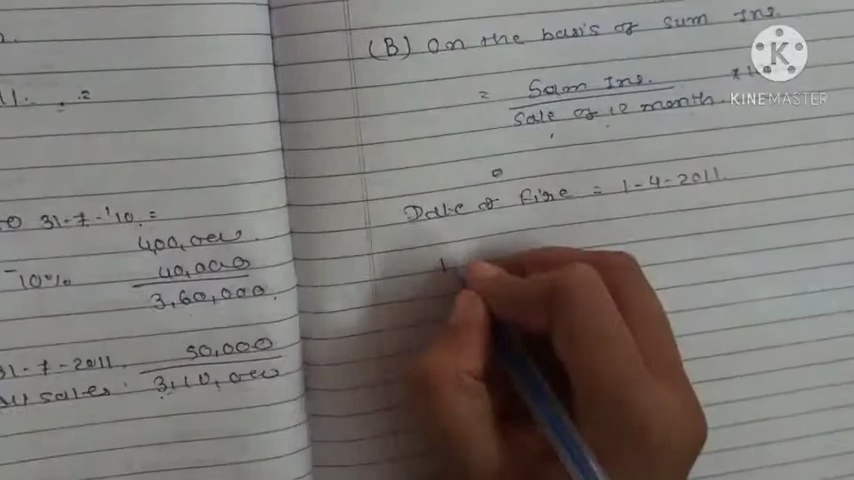 (B) On the basis of sum Ins.
= Sum Ins.
Sale of 12 month.
Date of Fire = 1-4-2011.
31-7-'10 =
400,000.
10%
40,000
3,60,000.
31-7-2011.
50,000
sales.
3,10,000
K
KINEMASTER